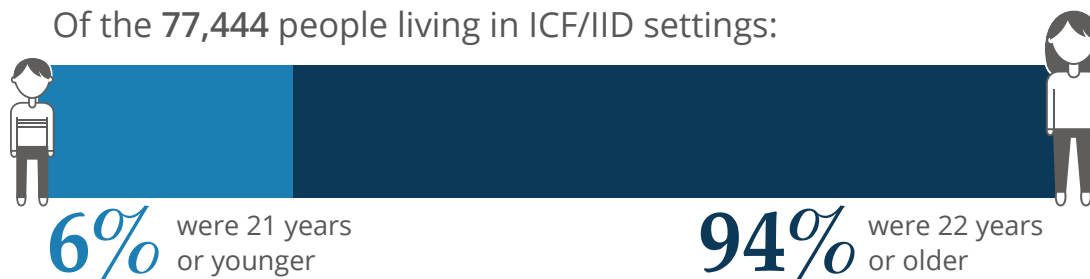 Of the 77,444 people living in ICF/IID settings:
6% were 21 years
or younger
94% were 22 years
or older